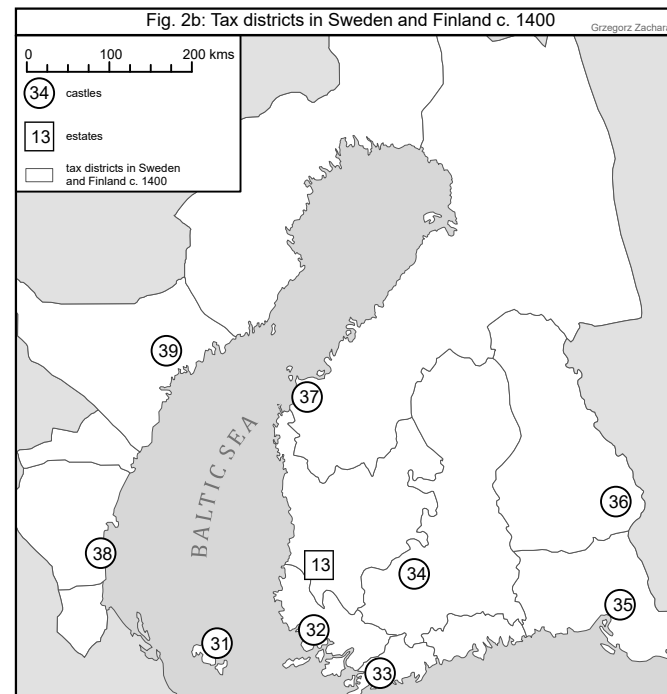 Fig. 2b: Tax districts in Sweden and Finland c. 1400
Grzegorz Zachara
0 100 200 kms
34 castles
13 estates
tax districts in Sweden
and Finland c. 1400
39
37
BALTIC SEA
36
38
13
34
35
31
32
33